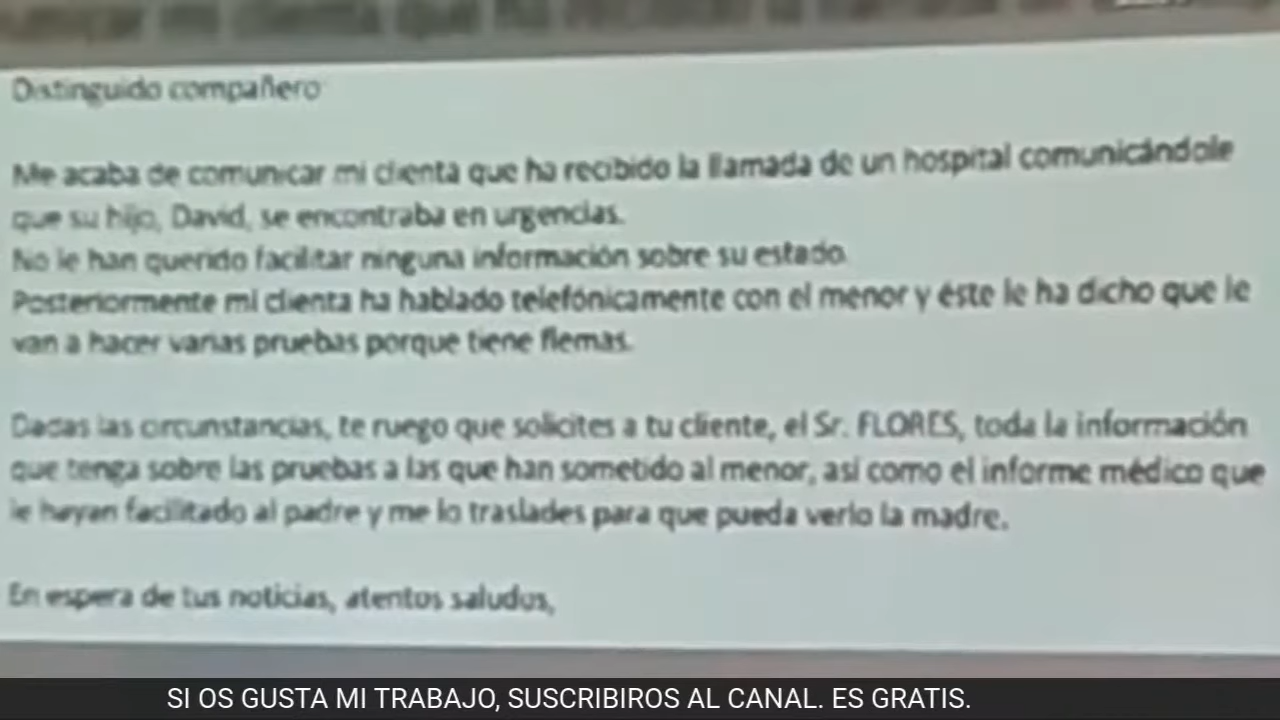 Distinguido compañero
Me acaba de comunicar mi clienta que ha recibido la llamada de un hospital comunicándole
que su hijo, David, se encontraba en urgencias.
No le han querido facilitar ninguna información sobre su estado.
Posteriormente mi clienta ha hablado telefónicamente con el menor y éste le ha dicho que le
van a hacer varias pruebas porque tiene flemas.
Dadas las circunstancias, te ruego que solicites a tu cliente, el Sr. FLORES, toda la información
que tenga sobre las pruebas a las que han sometido al menor, así como el informe médico que
le hayan facilitado al padre y me lo traslades para que pueda verlo la madre.
En espera de tus noticias, atentos saludos,
SI OS GUSTA MI TRABAJO, SUSCRIBIROS AL CANAL. ES GRATIS.